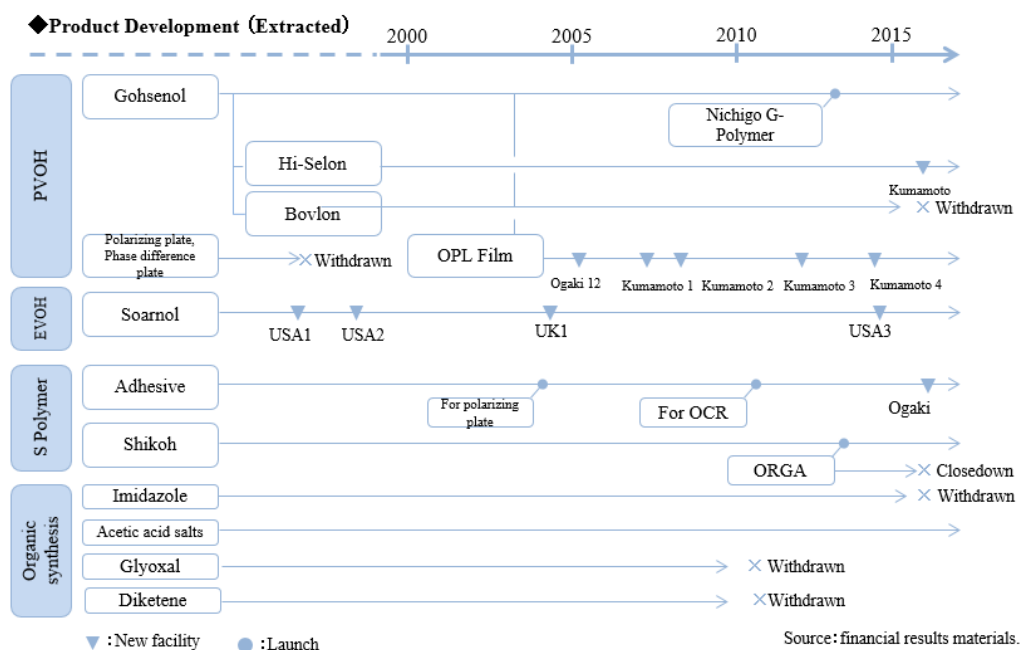 ◆Product Development (Extracted)
2000
2005
2010
2015
PVOH
Gohsenol
Nichigo G-
Polymer
Hi-Selon
Kumamoto
Bovlon
Withdrawn
Polarizing plate,
Phase difference
plate
Withdrawn
OPL Film
Ogaki 12
Kumamoto 1
Kumamoto 2
Kumamoto 3
Kumamoto 4
EVOH
Soarnol
USA1
USA2
UK1
USA3
S Polymer
Adhesive
For polarizing
plate
For OCR
Ogaki
Shikoh
ORGA
Closedown
Organic
synthesis
Imidazole
Withdrawn
Acetic acid salts
Glyoxal
Withdrawn
Diketene
Withdrawn
▼:New facility
●:Launch
Source:financial results materials.